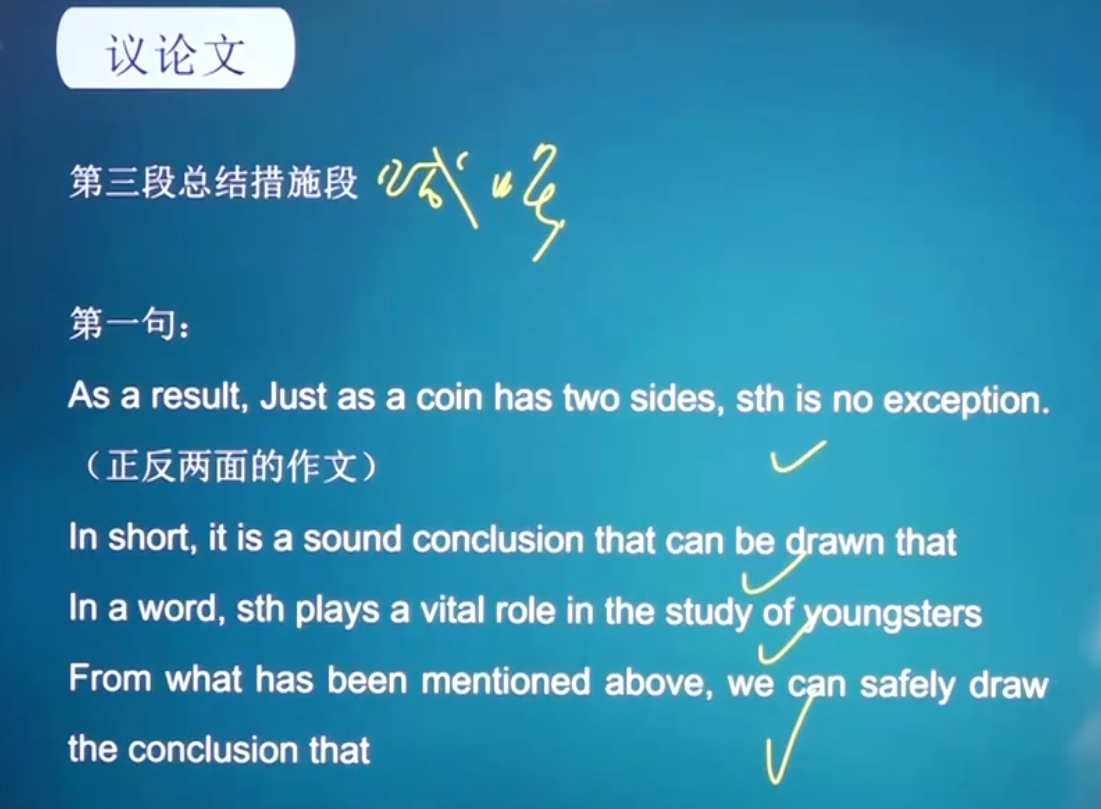 议论文
第三段总结措施段
第一句：
As a result, Just as a coin has two sides, sth is no exception.
（正反两面的作文）
In short, it is a sound conclusion that can be drawn that
In a word, sth plays a vital role in the study of youngsters
From what has been mentioned above, we can safely draw
the conclusion that